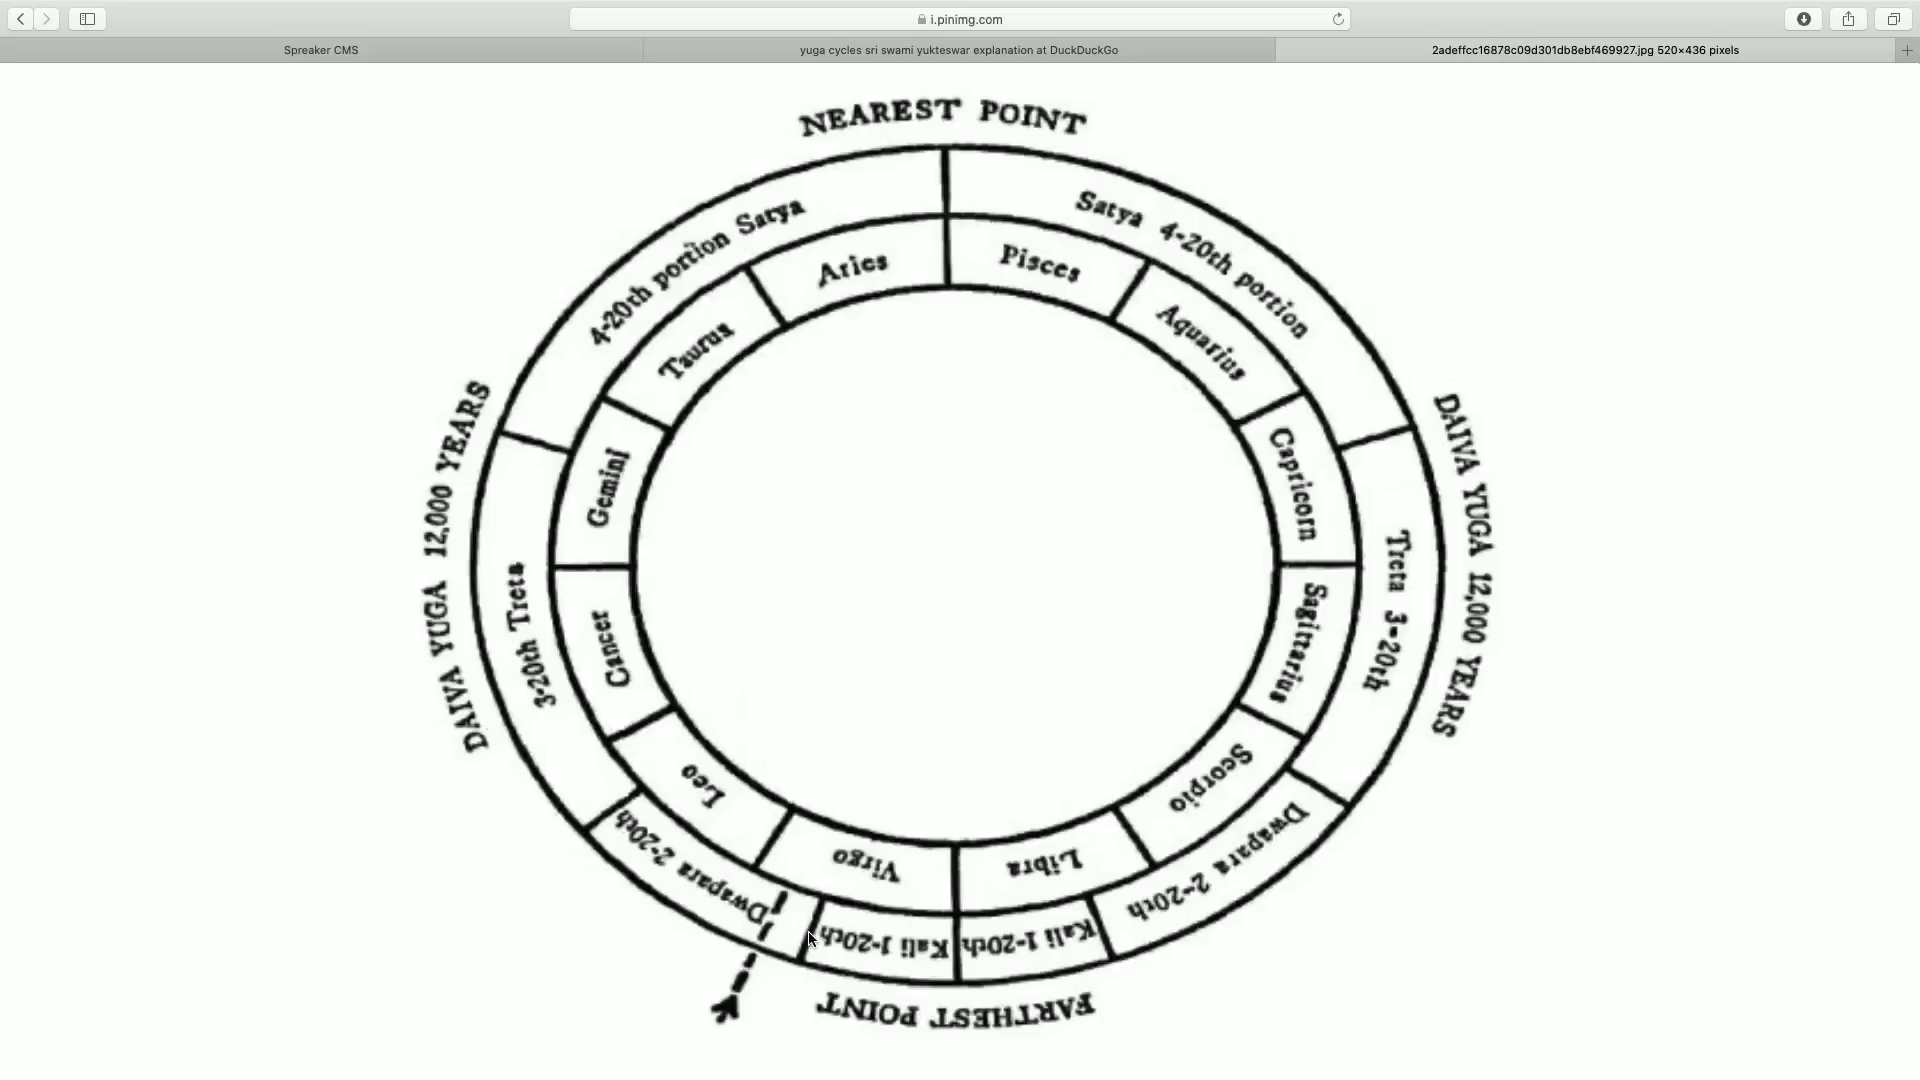 i.pinimg.com
Spreaker CMS
yuga cycles sri swami yukteswar explanation at DuckDuckGo
2adeffcc16878c09d301db8ebf469927.jpg 520×436 pixels
NEAREST POINT
4-20th portion Satya
Satya 4-20th portion
Aries
Pisces
Taurus
Aquarius
DAIVA YUGA 12,000 YEARS
Gemini
Capricorn
DAIVA YUGA 12,000 YEARS
3-20th Treta
Treta 3-20th
Cancer
Sagittarius
Leo
Scorpio
Virgo
Libra
Dwapara 2-20th
Dwapara 2-20th
Kali 1-20th
Kali 1-20th
FARTHEST POINT